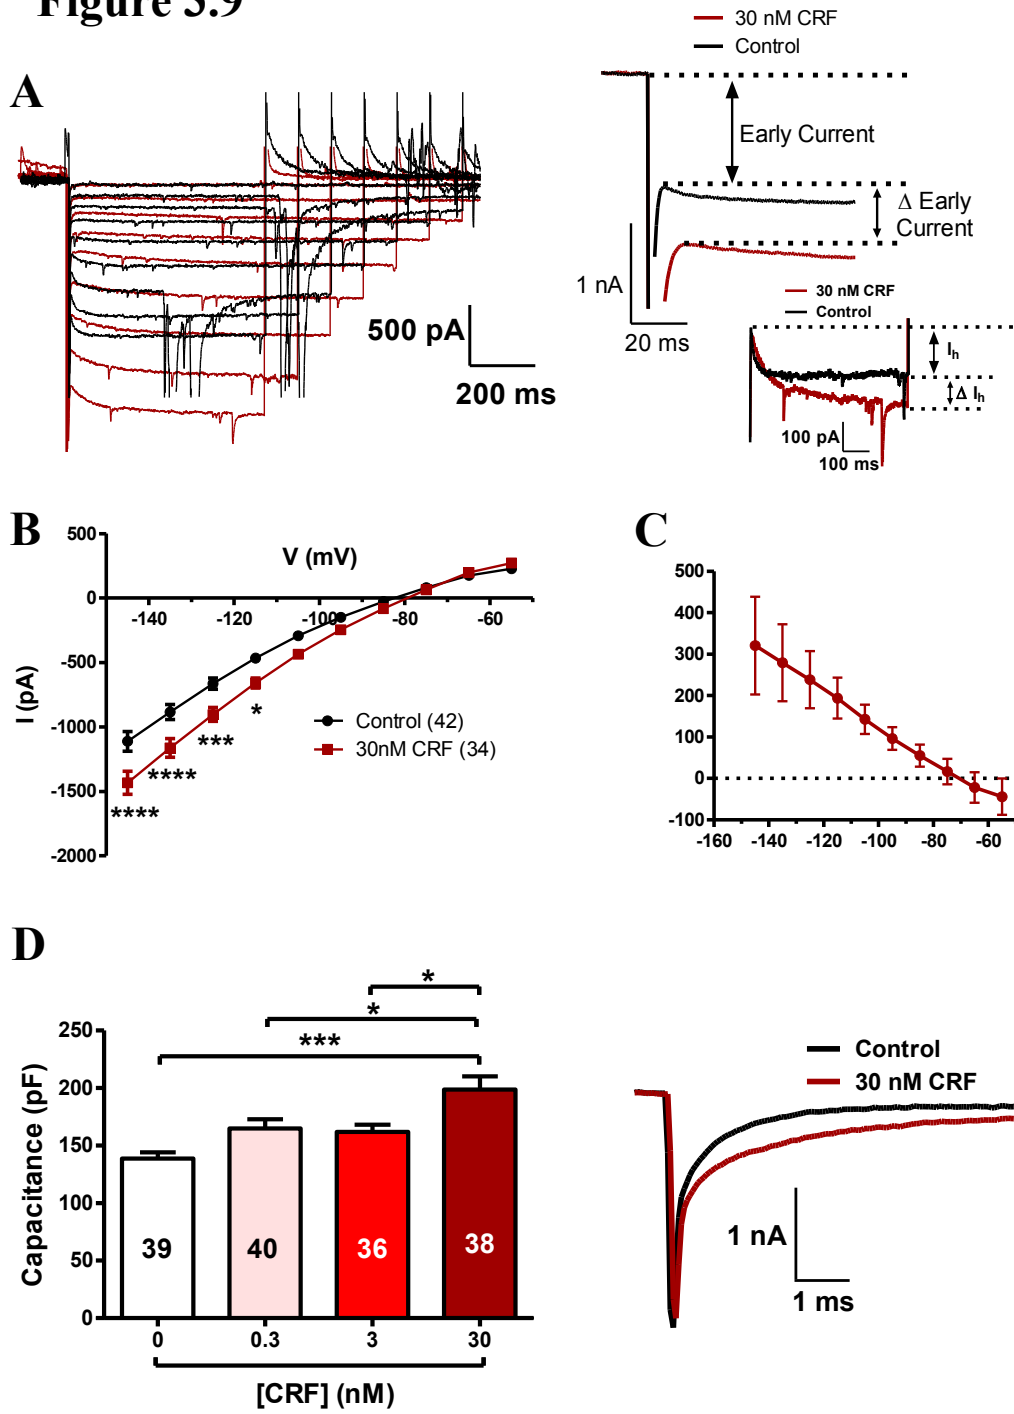 Figure 3.9
A
500 pA
200 ms
30 nM CRF
Control
Early Current
Δ Early
Current
1 nA
20 ms
30 nM CRF
Control
Ih
Δ Ih
100 pA
100 ms
B
V (mV)
500
0
-500
-1000
-1500
-2000
I (pA)
-140
-120
-100
-80
-60
*
***
****
****
Control (42)
30nM CRF (34)
C
500
400
300
200
100
0
-100
-160
-140
-120
-100
-80
-60
D
*
*
***
250
200
150
100
50
0
Capacitance (pF)
39
40
36
38
0
0.3
3
30
[CRF] (nM)
Control
30 nM CRF
1 nA
1 ms